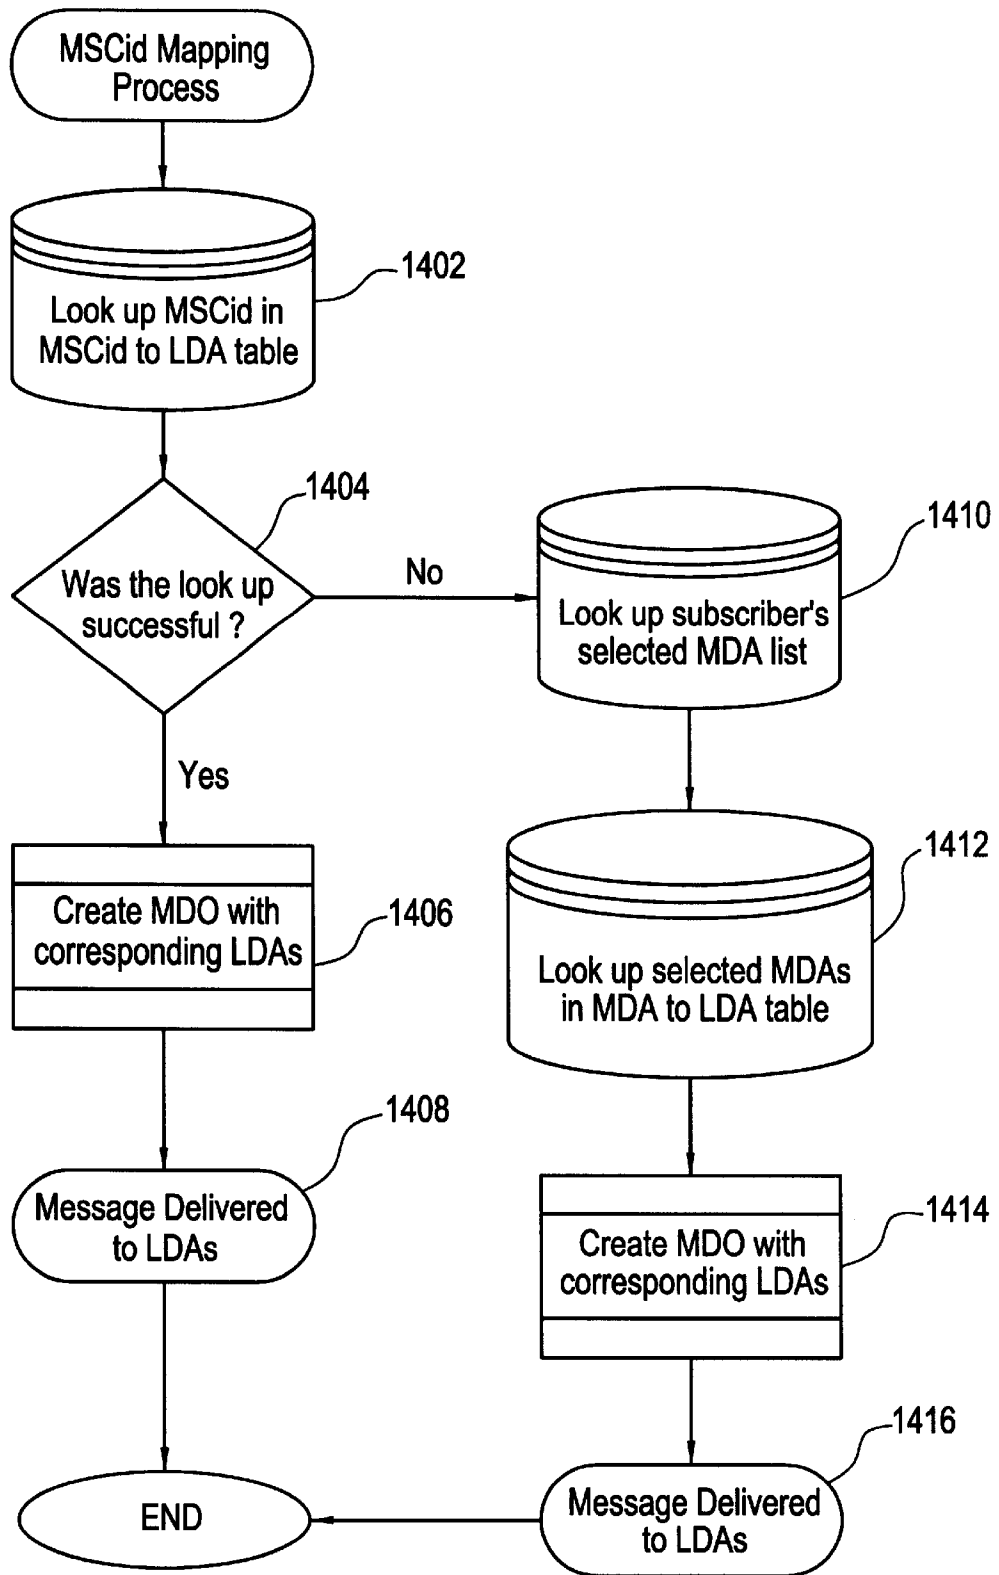 MSCid Mapping
Process
1402
Look up MSCid in
MSCid to LDA table
1404
Was the look up
successful ?
No
Yes
1410
Look up subscriber's
selected MDA list
1412
Look up selected MDAs
in MDA to LDA table
Create MDO with
corresponding LDAs
1406
1408
Message Delivered
to LDAs
1414
Create MDO with
corresponding LDAs
1416
Message Delivered
to LDAs
END